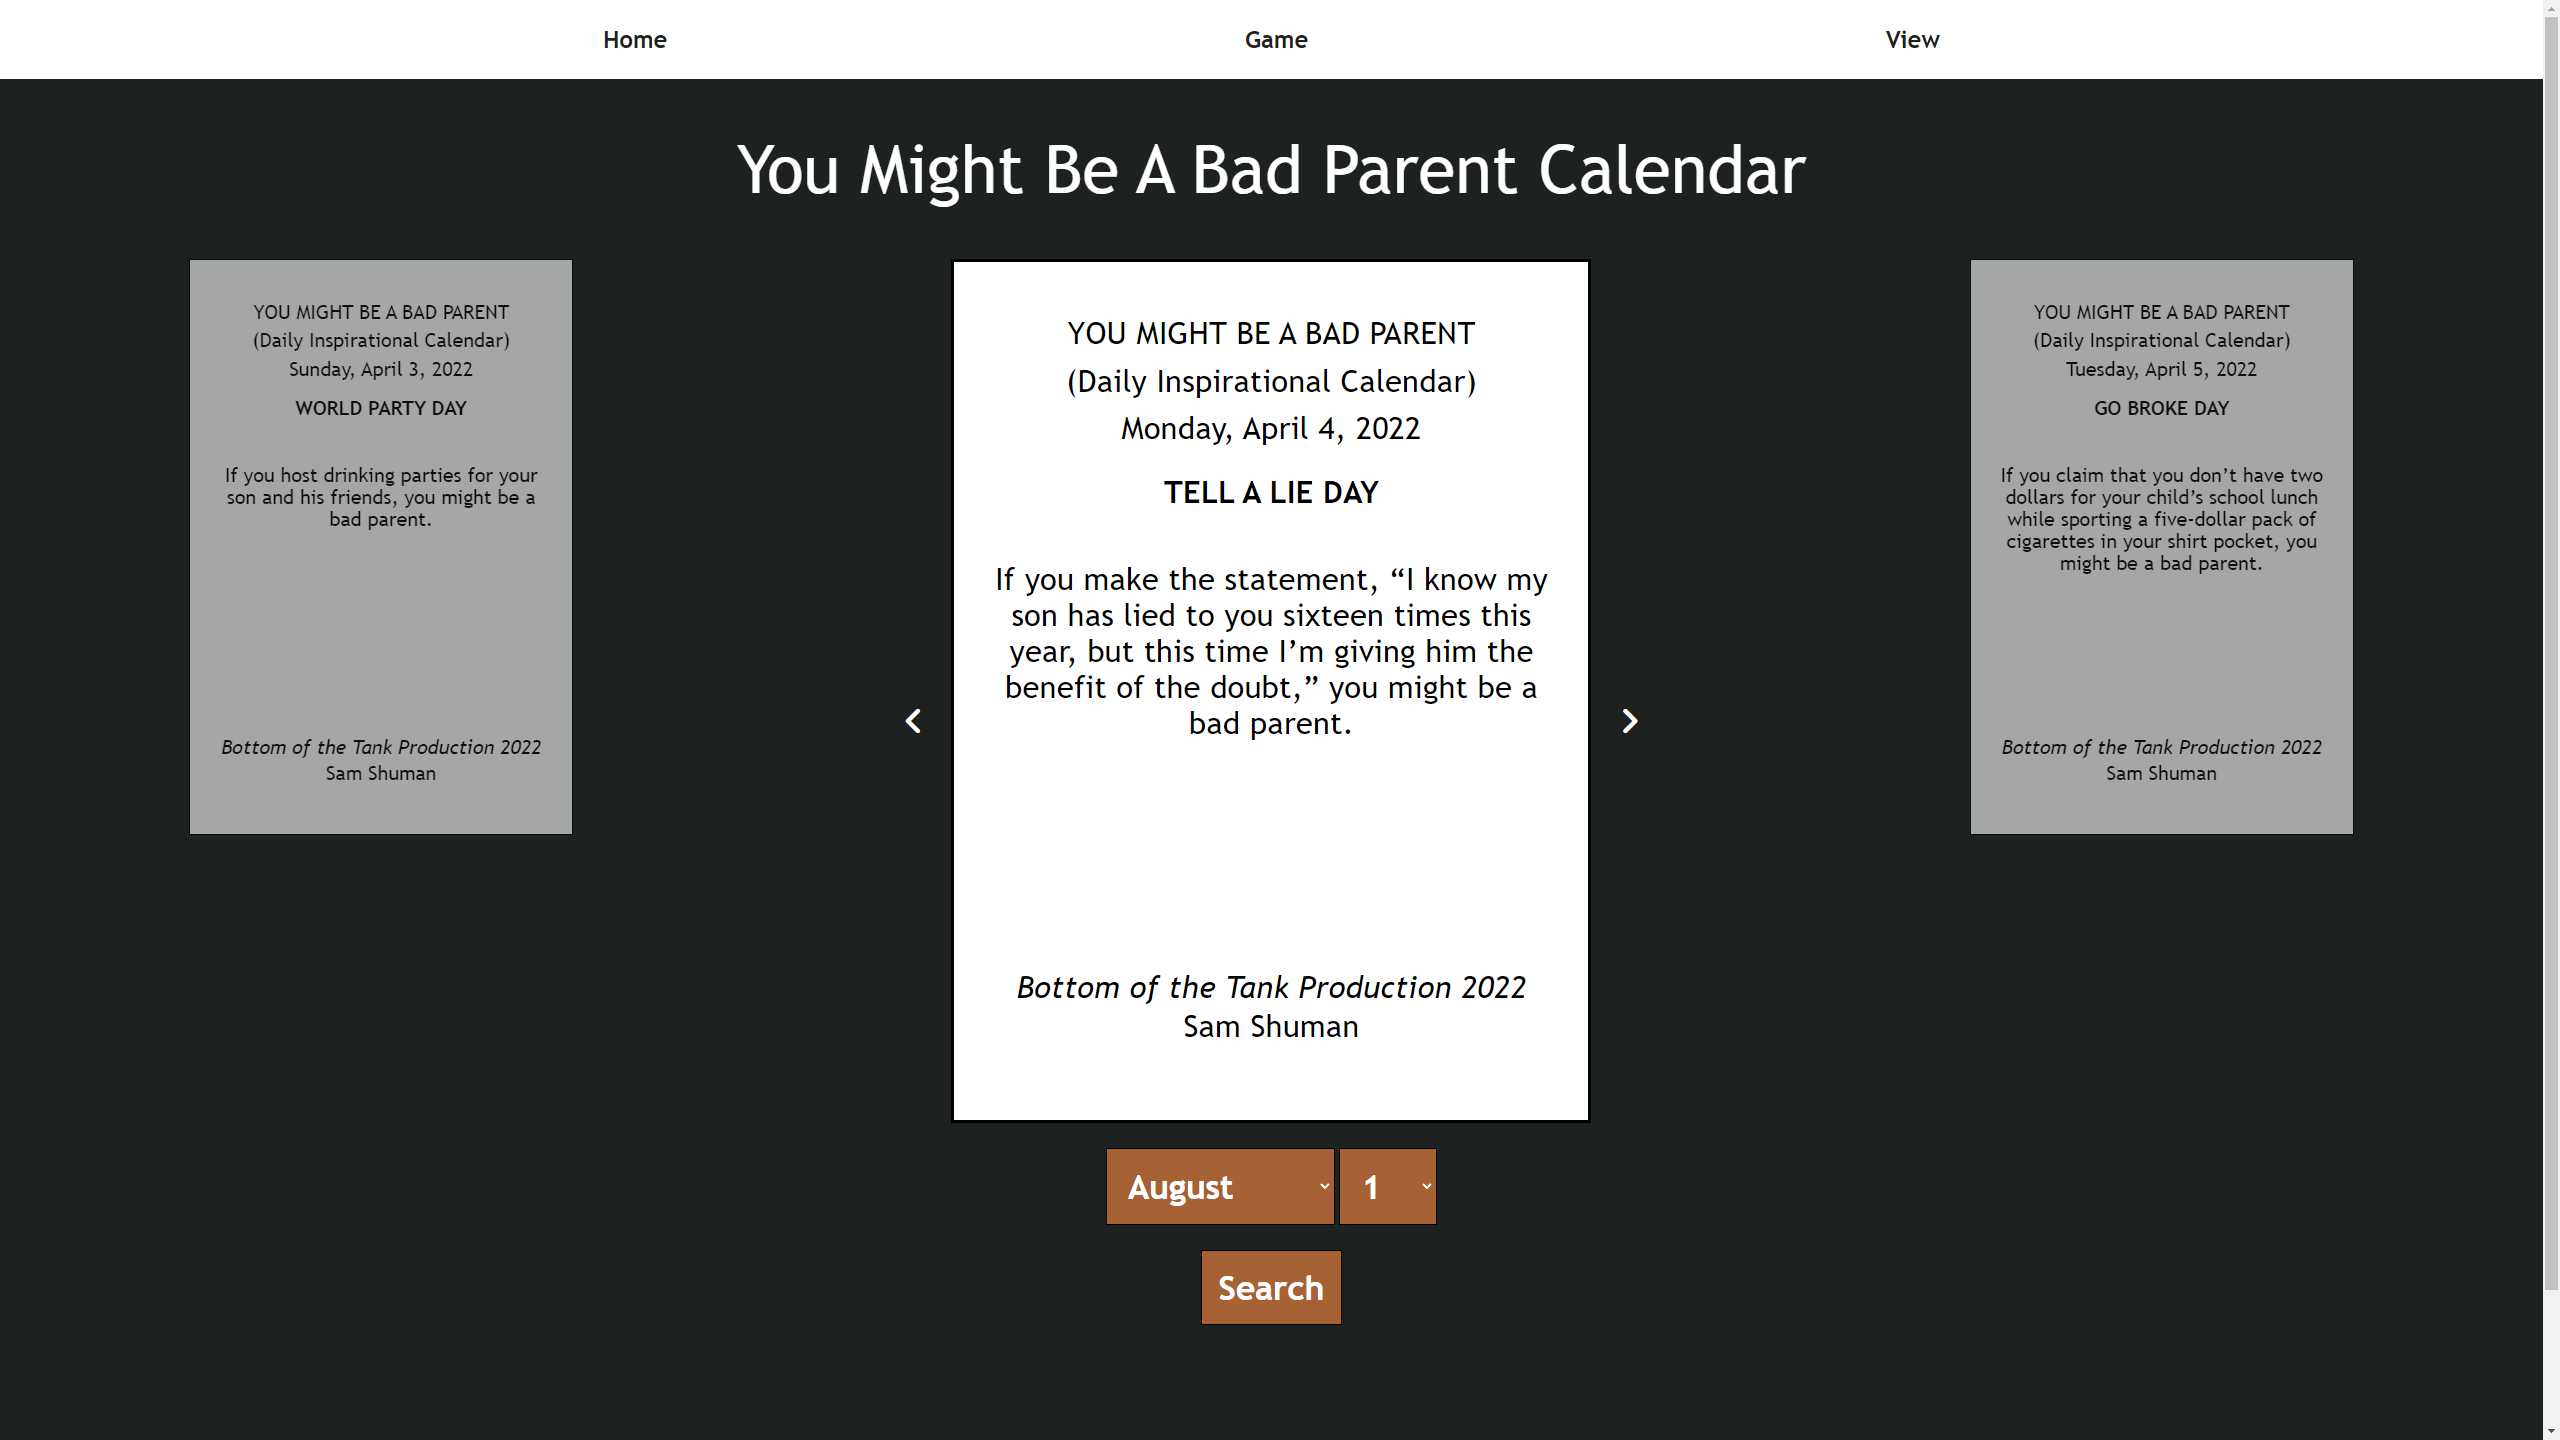 Home
Game
View
You Might Be A Bad Parent Calendar
YOU MIGHT BE A BAD PARENT
(Daily Inspirational Calendar)
Sunday, April 3, 2022
WORLD PARTY DAY
If you host drinking parties for your
son and his friends, you might be a
bad parent.
Bottom of the Tank Production 2022
Sam Shuman
YOU MIGHT BE A BAD PARENT
(Daily Inspirational Calendar)
Monday, April 4, 2022
TELL A LIE DAY
If you make the statement, “I know my
son has lied to you sixteen times this
year, but this time I’m giving him the
benefit of the doubt,” you might be a
bad parent.
Bottom of the Tank Production 2022
Sam Shuman
YOU MIGHT BE A BAD PARENT
(Daily Inspirational Calendar)
Tuesday, April 5, 2022
GO BROKE DAY
If you claim that you don’t have two
dollars for your child’s school lunch
while sporting a five-dollar pack of
cigarettes in your shirt pocket, you
might be a bad parent.
Bottom of the Tank Production 2022
Sam Shuman
August
1
Search